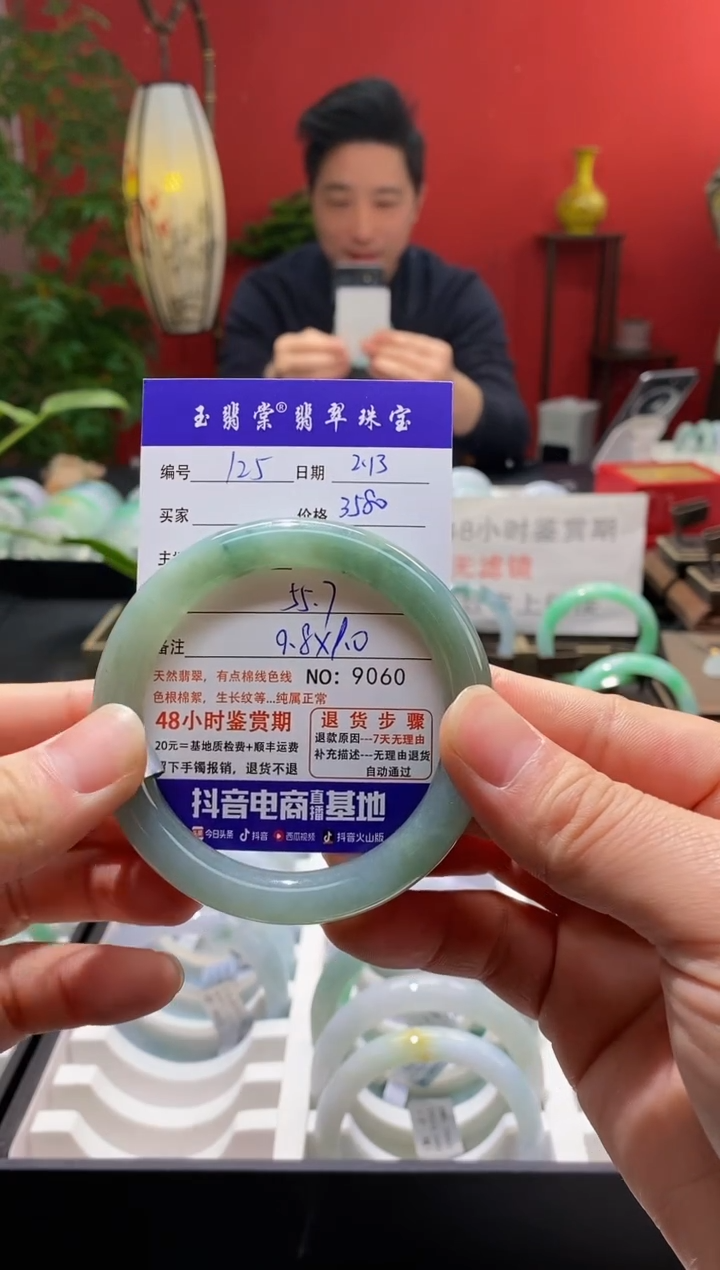 玉翡棠® 翡翠珠宝
编号 125 日期 2.13
买家 价格 3580
55.7
备注 9.8X1.0
天然翡翠，有点棉线色线 NO：9060
色根棉絮，生长纹等...纯属正常
48小时鉴赏期
20元=基地质检费+顺丰运费
下手镯报销，退货不退
退货步骤
退款原因---7天无理由
补充描述---无理由退货
自动通过
抖音电商直播基地
今日头条 抖音 西瓜视频 抖音火山版
48小时鉴赏期
无滤镜